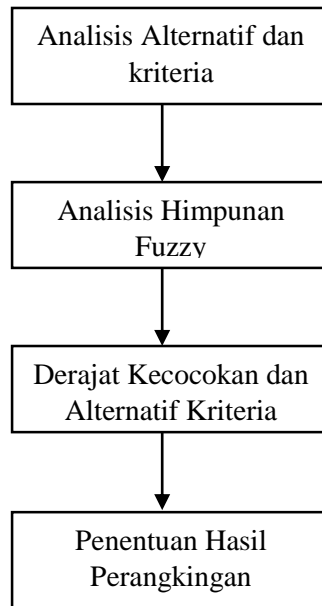 Analisis Alternatif dan
kriteria
Analisis Himpunan
Fuzzy
Derajat Kecocokan dan
Alternatif Kriteria
Penentuan Hasil
Perangkingan